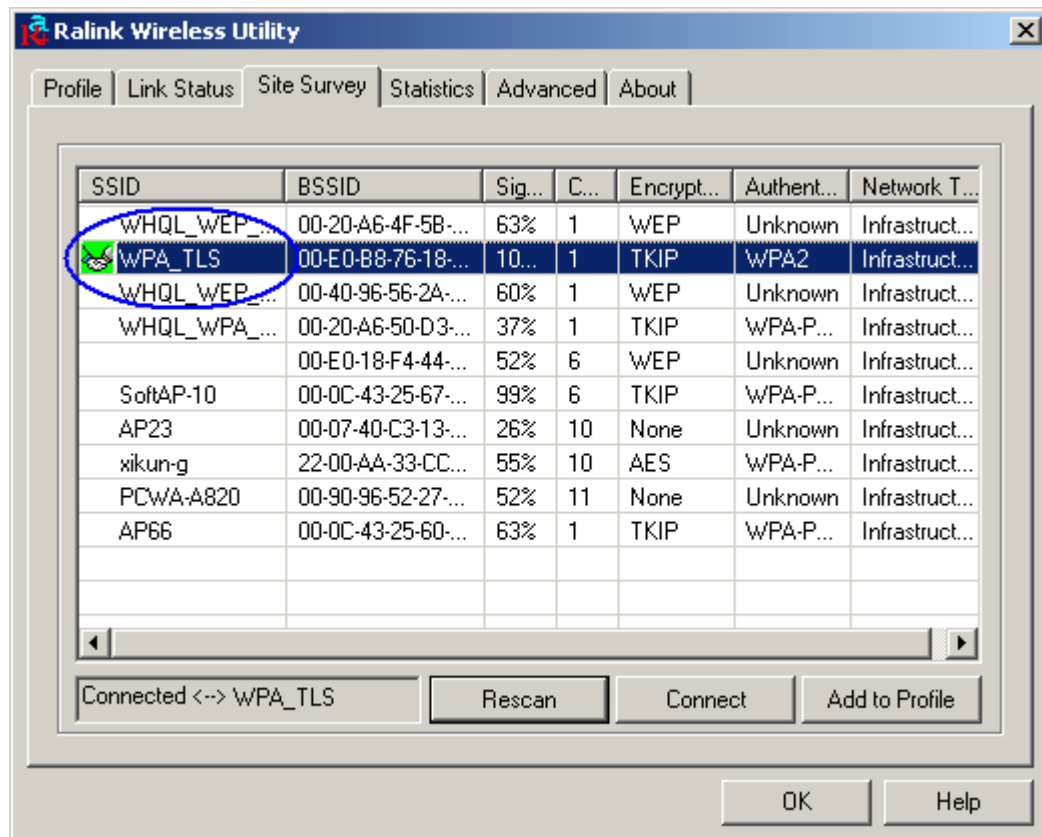 Ralink Wireless Utility
Profile Link Status Site Survey Statistics Advanced About
SSID BSSID Sig... C... Encrypt... Authent... Network T...
WHQL_WEP_... 00-20-A6-4F-5B-... 63% 1 WEP Unknown Infrastruct...
WPA_TLS 00-E0-B8-76-18-... 10... 1 TKIP WPA2 Infrastruct...
WHQL_WEP_... 00-40-96-56-2A-... 60% 1 WEP Unknown Infrastruct...
WHQL_WPA_... 00-20-A6-50-D3-... 37% 1 TKIP WPA-P... Infrastruct...
00-E0-18-F4-44-... 52% 6 WEP Unknown Infrastruct...
SoftAP-10 00-0C-43-25-67-... 99% 6 TKIP WPA-P... Infrastruct...
AP23 00-07-40-C3-13-... 26% 10 None Unknown Infrastruct...
xikun-g 22-00-AA-33-CC... 55% 10 AES WPA-P... Infrastruct...
PCWA-A820 00-90-96-52-27-... 52% 11 None Unknown Infrastruct...
AP66 00-0C-43-25-60-... 63% 1 TKIP WPA-P... Infrastruct...
Connected <--> WPA_TLS Rescan Connect Add to Profile
OK Help